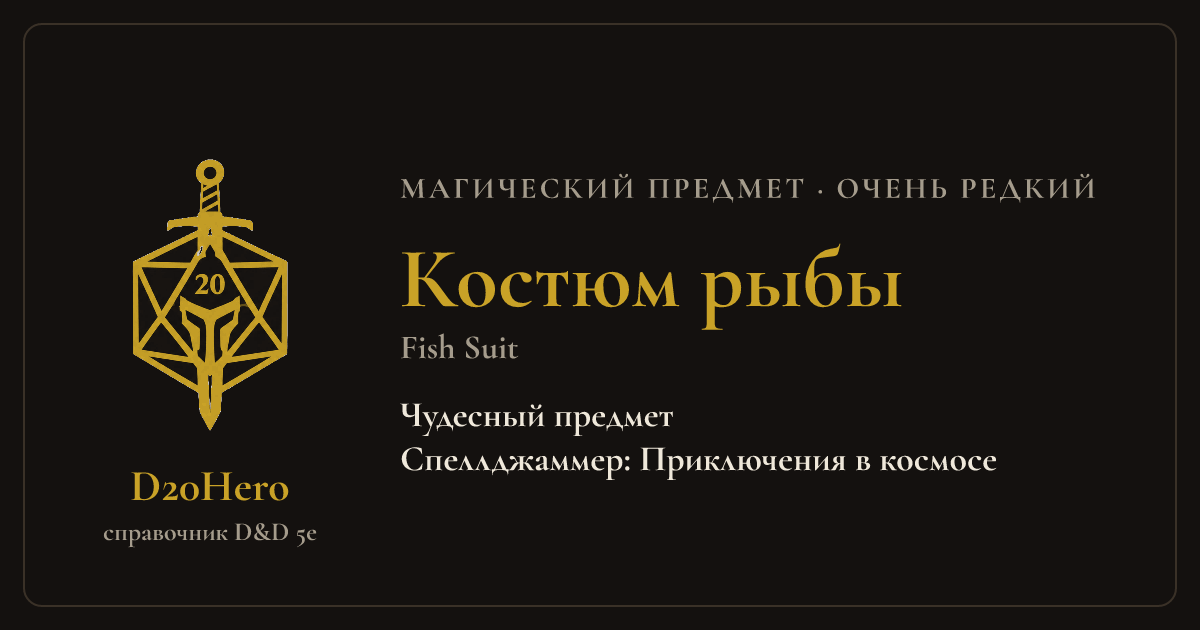 20
D20Hero
справочник D&D 5e
МАГИЧЕСКИЙ ПРЕДМЕТ · ОЧЕНЬ РЕДКИЙ
Костюм рыбы
Fish Suit
Чудесный предмет
Спеллджаммер: Приключения в космосе